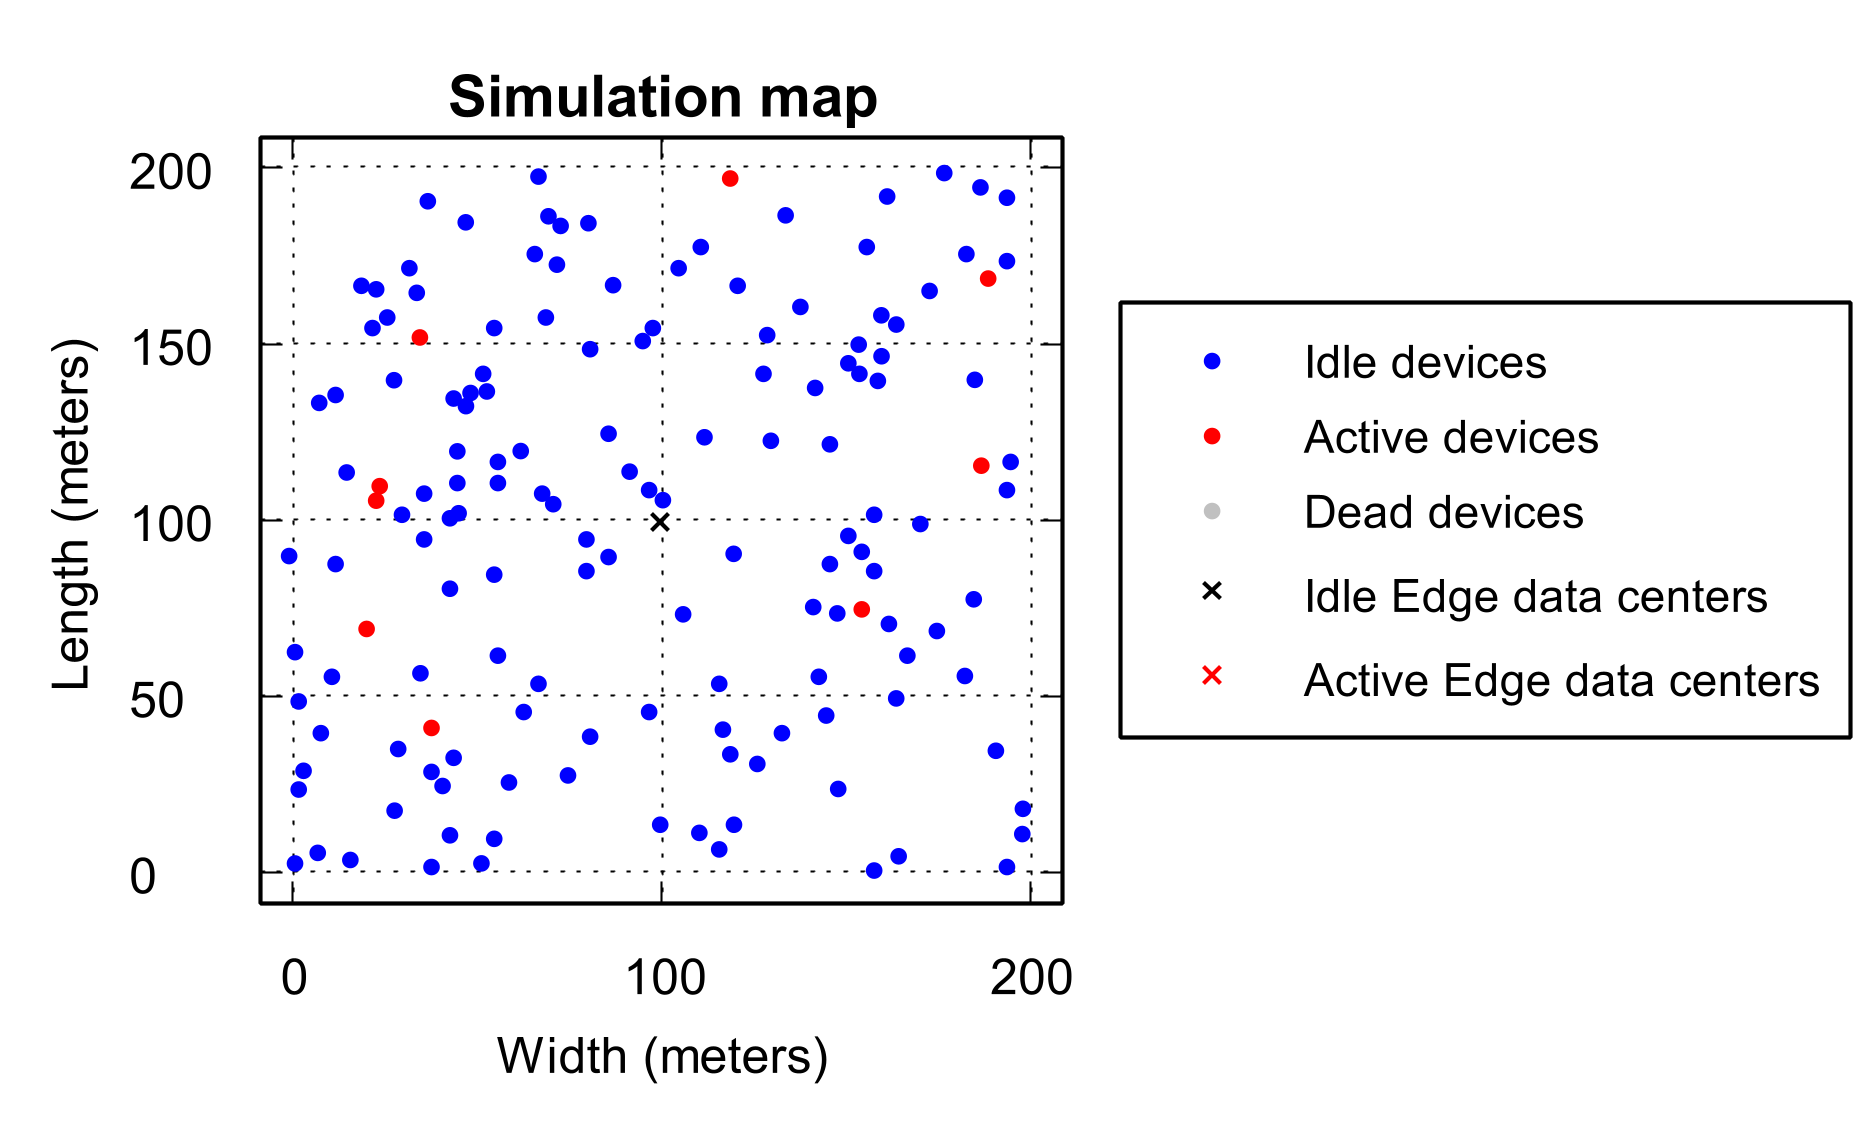 Simulation map
200
150
100
50
0
Length (meters)
0 100 200
Width (meters)
Idle devices
Active devices
Dead devices
Idle Edge data centers
Active Edge data centers